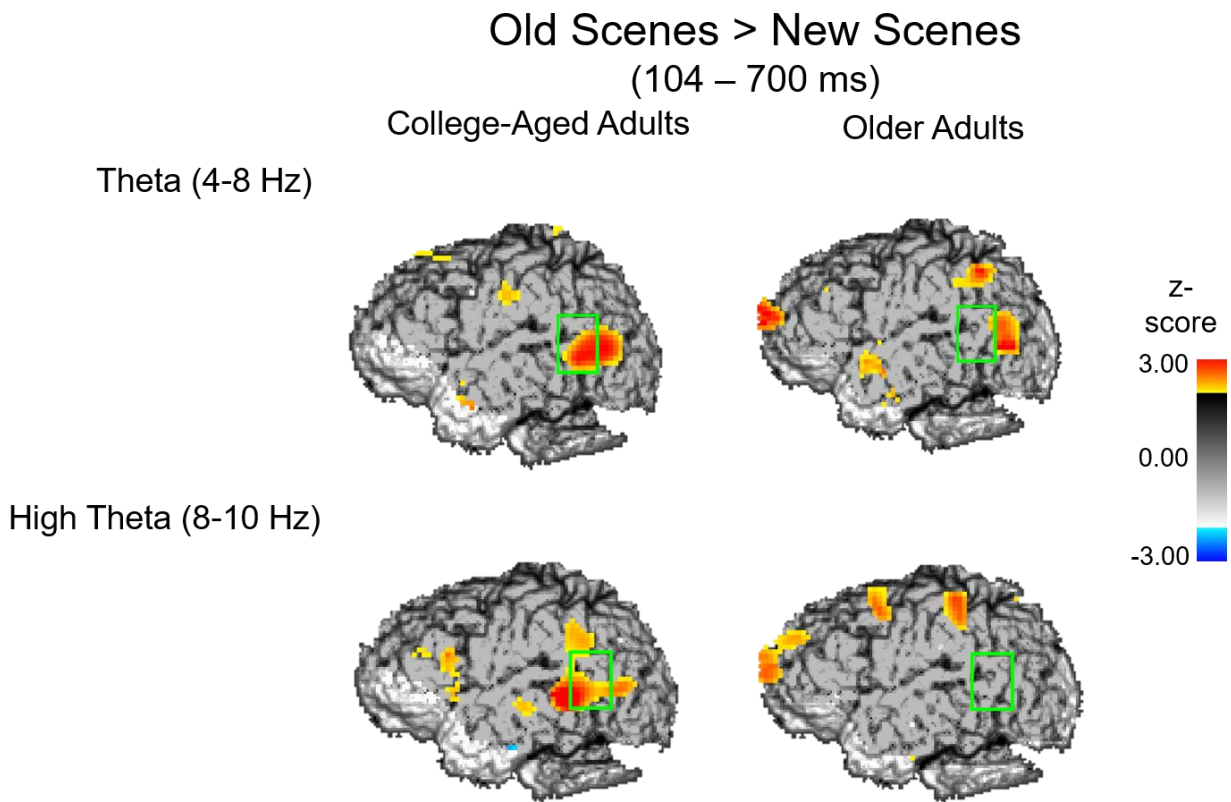 Old Scenes > New Scenes
(104 – 700 ms)
College-Aged Adults
Older Adults
Theta (4-8 Hz)
z-
score
3.00
0.00
-3.00
High Theta (8-10 Hz)